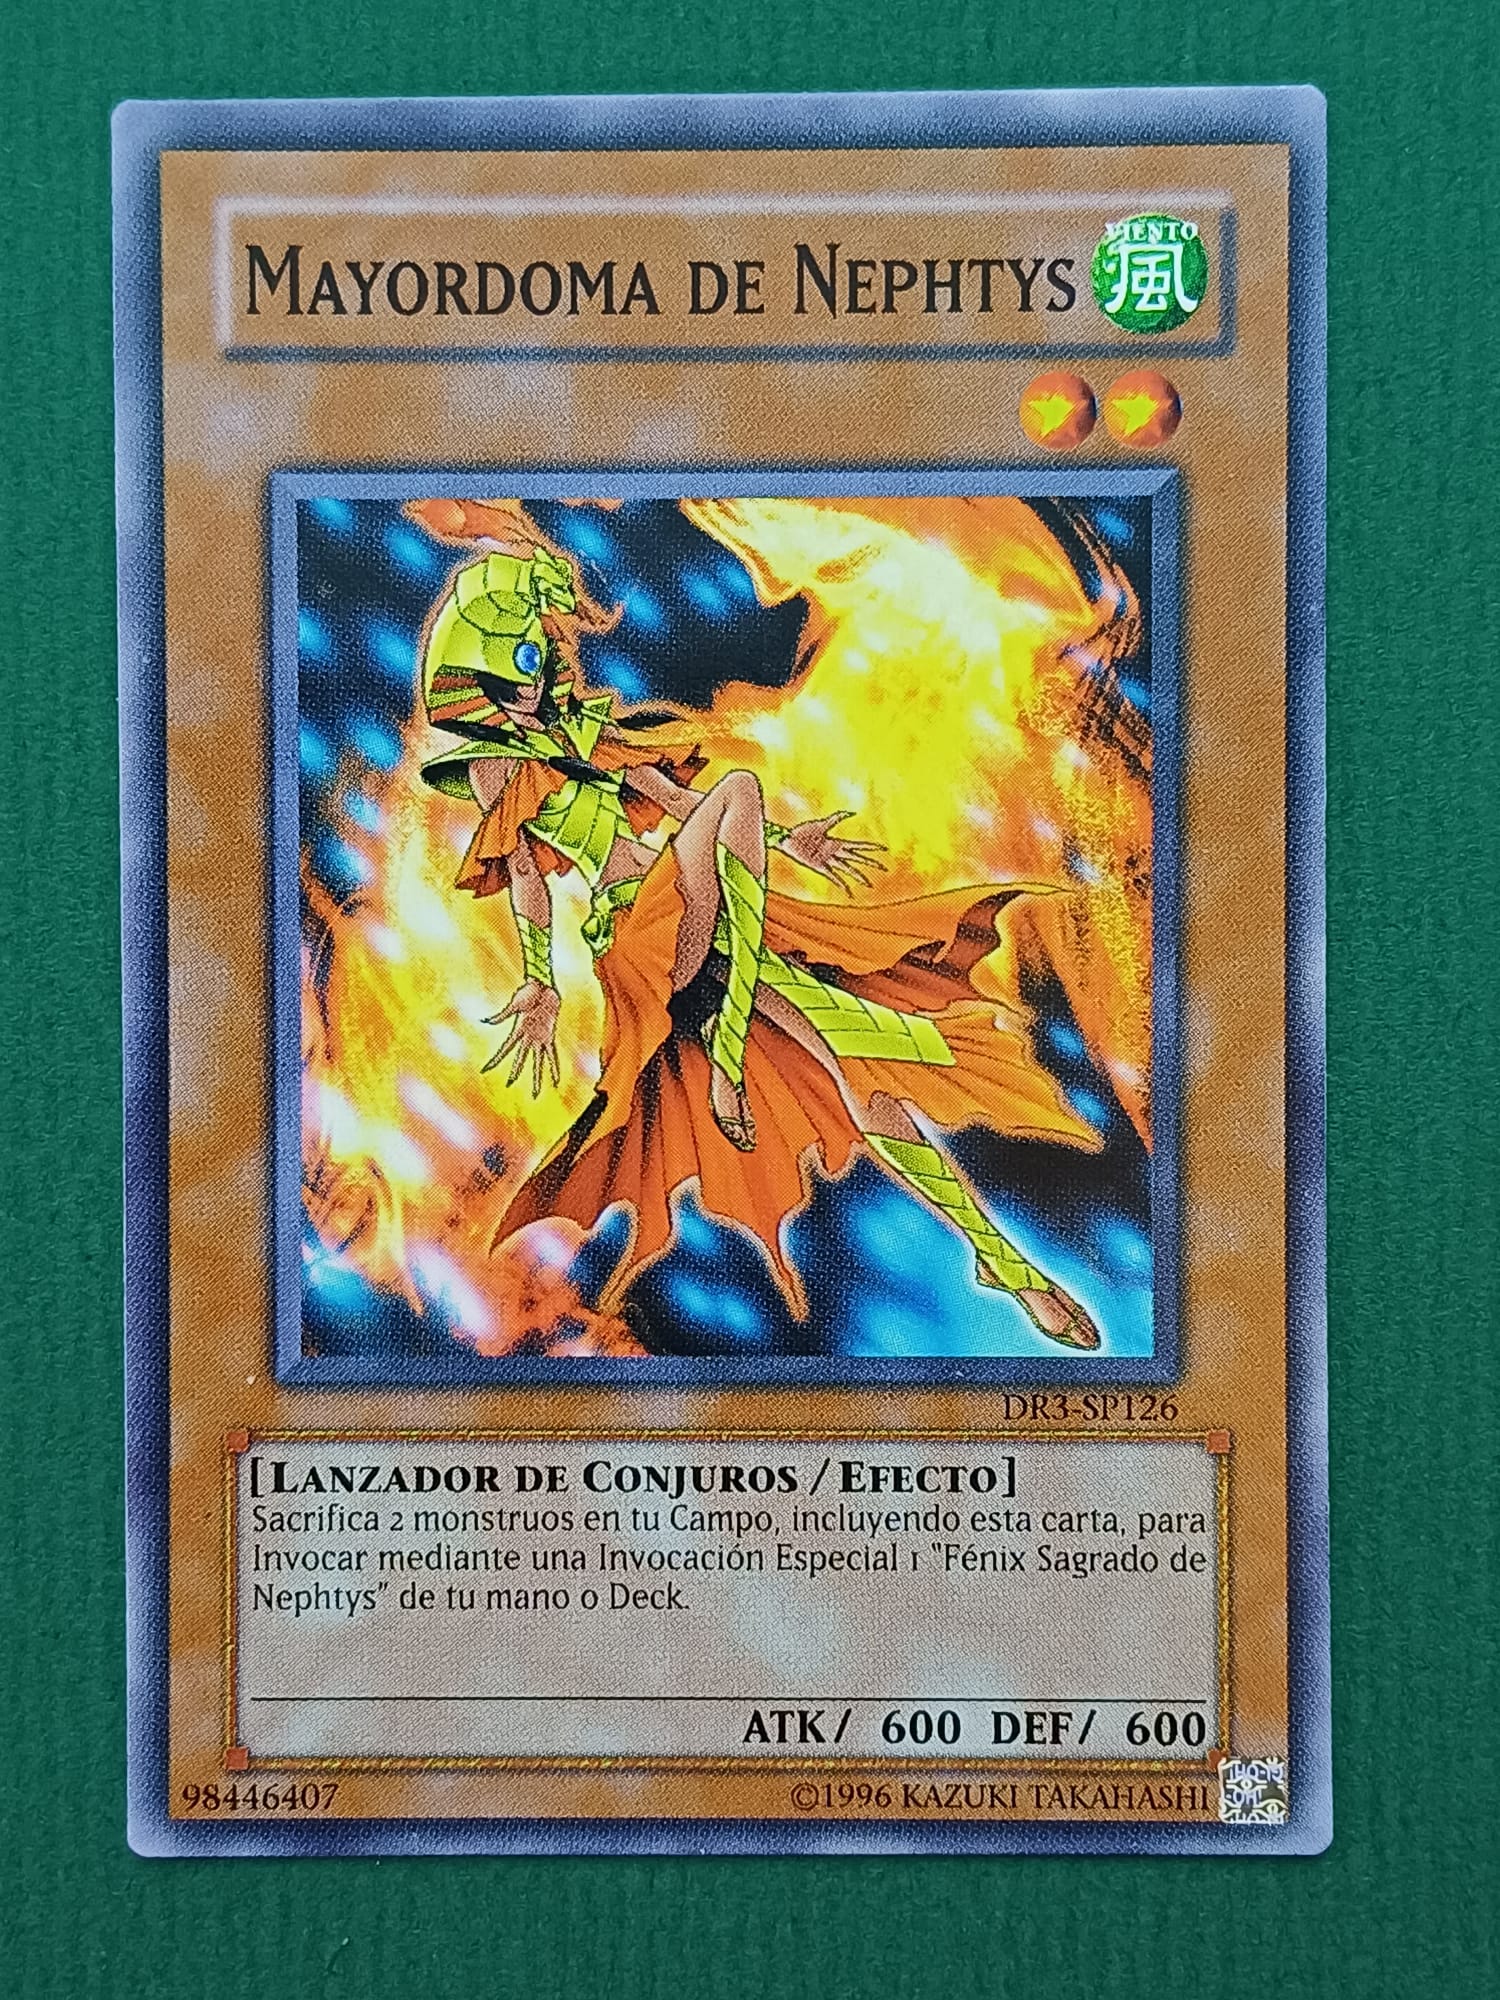 MAYORDOMA DE NEPHTYS
VIENTO
風
DR3-SP126
[LANZADOR DE CONJUROS / EFECTO]
Sacrifica 2 monstruos en tu Campo, incluyendo esta carta, para
Invocar mediante una Invocación Especial 1 "Fénix Sagrado de
Nephtys" de tu mano o Deck.
ATK/ 600 DEF/ 600
98446407
©1996 KAZUKI TAKAHASHI